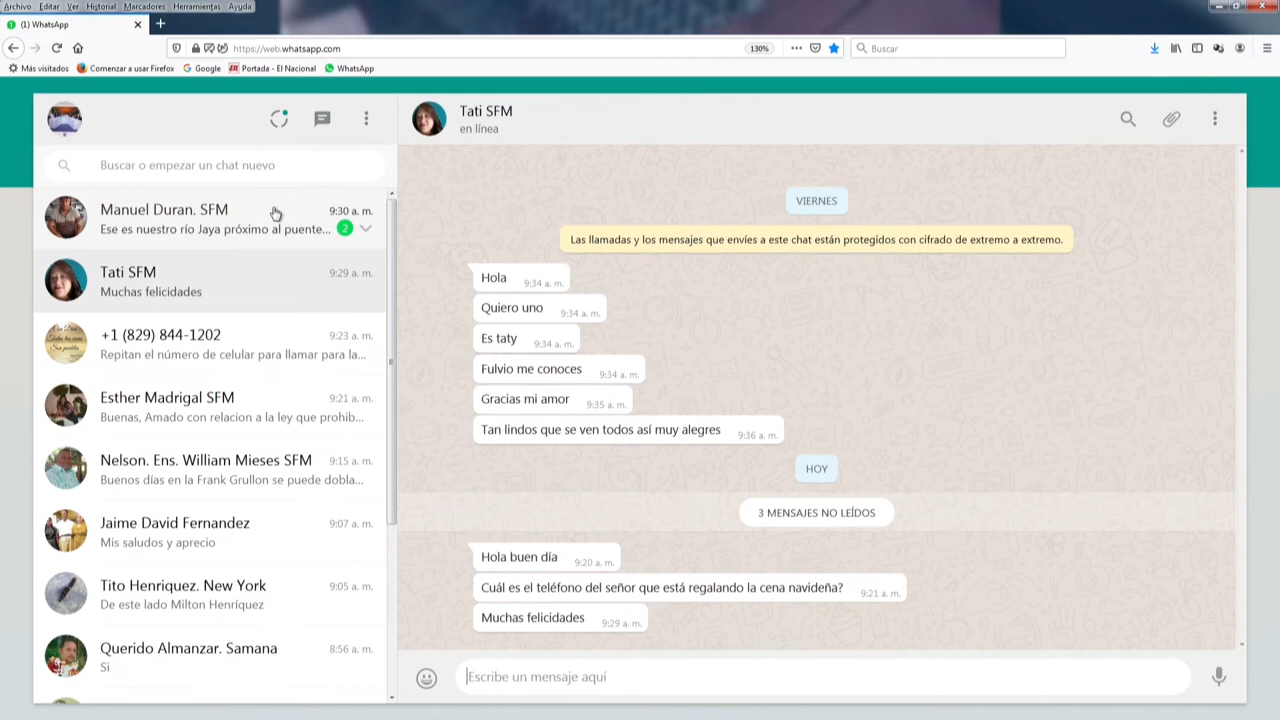 Archivo Editar Ver Historial Marcadores Herramientas Ayuda
(1) WhatsApp
https://web.whatsapp.com
130%
Buscar
Más visitados Comenzar a usar Firefox Google Portada - El Nacional WhatsApp
Buscar o empezar un chat nuevo
Manuel Duran. SFM 9:30 a. m.
Ese es nuestro río Jaya próximo al puente... 2
Tati SFM 9:29 a. m.
Muchas felicidades
+1 (829) 844-1202 9:23 a. m.
Repitan el número de celular para llamar para la...
Esther Madrigal SFM 9:21 a. m.
Buenas, Amado con relacion a la ley que prohib...
Nelson. Ens. William Mieses SFM 9:15 a. m.
Buenos días en la Frank Grullon se puede dobla...
Jaime David Fernandez 9:07 a. m.
Mis saludos y aprecio
Tito Henriquez. New York 9:05 a. m.
De este lado Milton Henríquez
Querido Almanzar. Samana 8:56 a. m.
Si
Tati SFM
en línea
VIERNES
Las llamadas y los mensajes que envíes a este chat están protegidos con cifrado de extremo a extremo.
Hola 9:34 a. m.
Quiero uno 9:34 a. m.
Es taty 9:34 a. m.
Fulvio me conoces 9:34 a. m.
Gracias mi amor 9:35 a. m.
Tan lindos que se ven todos así muy alegres 9:36 a. m.
HOY
3 MENSAJES NO LEÍDOS
Hola buen día 9:20 a. m.
Cuál es el teléfono del señor que está regalando la cena navideña? 9:21 a. m.
Muchas felicidades 9:29 a. m.
Escribe un mensaje aquí